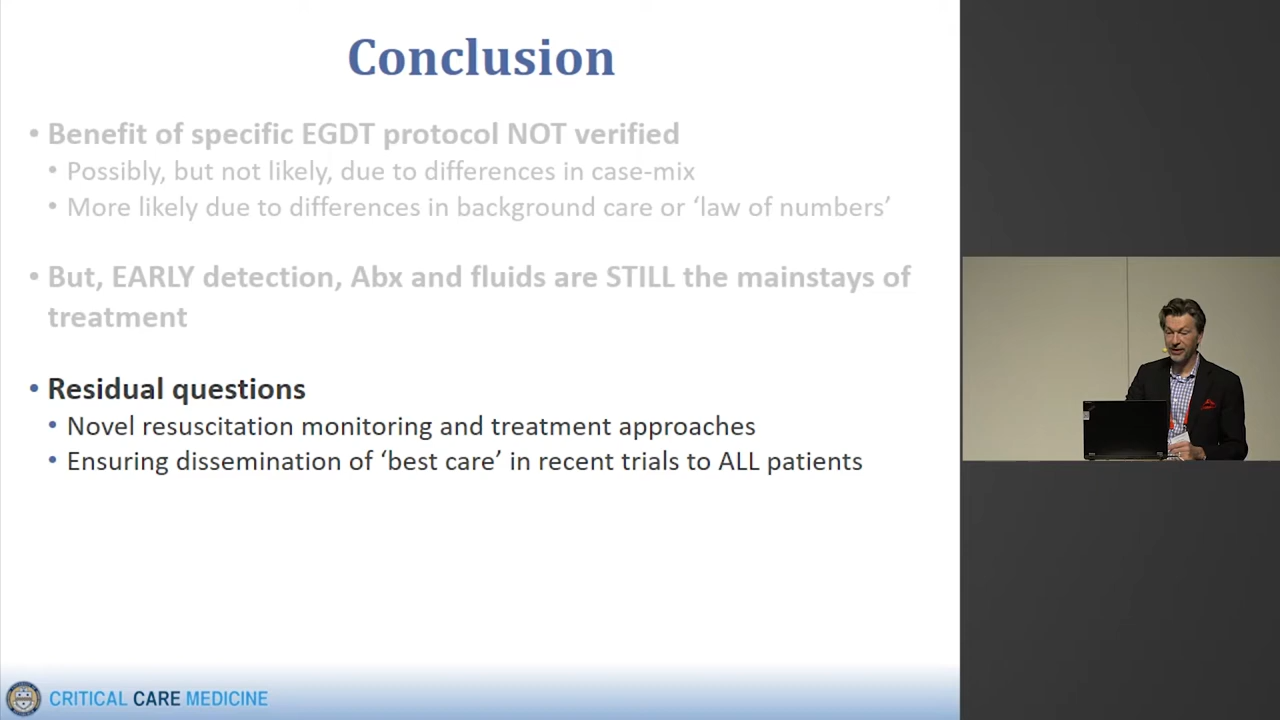 Conclusion
• Benefit of specific EGDT protocol NOT verified
• Possibly, but not likely, due to differences in case-mix
• More likely due to differences in background care or ‘law of numbers’
• But, EARLY detection, Abx and fluids are STILL the mainstays of
treatment
• Residual questions
• Novel resuscitation monitoring and treatment approaches
• Ensuring dissemination of ‘best care’ in recent trials to ALL patients
CRITICAL CARE MEDICINE